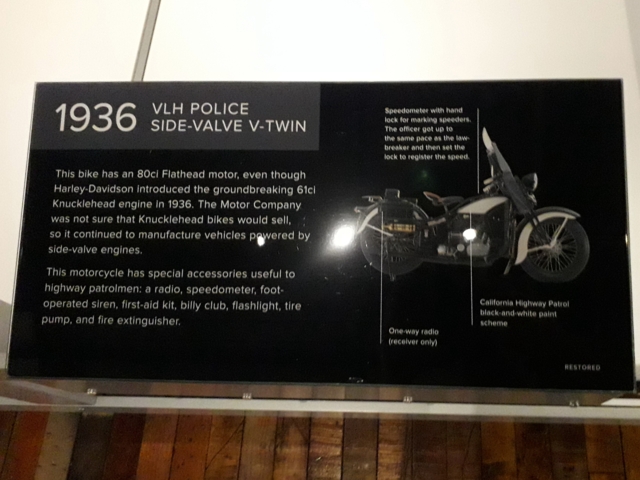 1936
VLH POLICE
SIDE-VALVE V-TWIN
This bike has an 80ci Flathead motor, even though
Harley-Davidson introduced the groundbreaking 61ci
Knucklehead engine in 1936. The Motor Company
was not sure that Knucklehead bikes would sell,
so it continued to manufacture vehicles powered by
side-valve engines.
This motorcycle has special accessories useful to
highway patrolmen: a radio, speedometer, foot-
operated siren, first-aid kit, billy club, flashlight, tire
pump, and fire extinguisher.
Speedometer with hand
lock for marking speeders.
The officer got up to
the same pace as the law-
breaker and then set the
lock to register the speed.
One-way radio
(receiver only)
California Highway Patrol
black-and-white paint
scheme
RESTORED